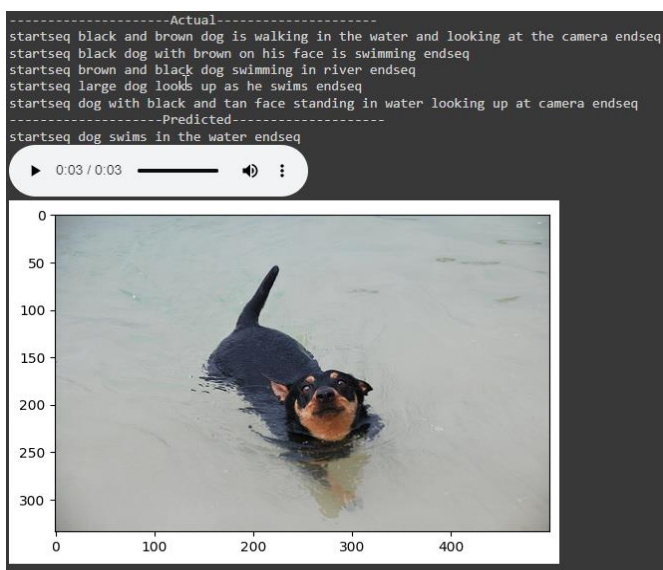 ---------------------Actual---------------------
startseq black and brown dog is walking in the water and looking at the camera endseq
startseq black dog with brown on his face is swimming endseq
startseq brown and black dog swimming in river endseq
startseq large dog looks up as he swims endseq
startseq dog with black and tan face standing in water looking up at camera endseq
--------------------Predicted--------------------
startseq dog swims in the water endseq
0:03 / 0:03
0
50
100
150
200
250
300
0 100 200 300 400